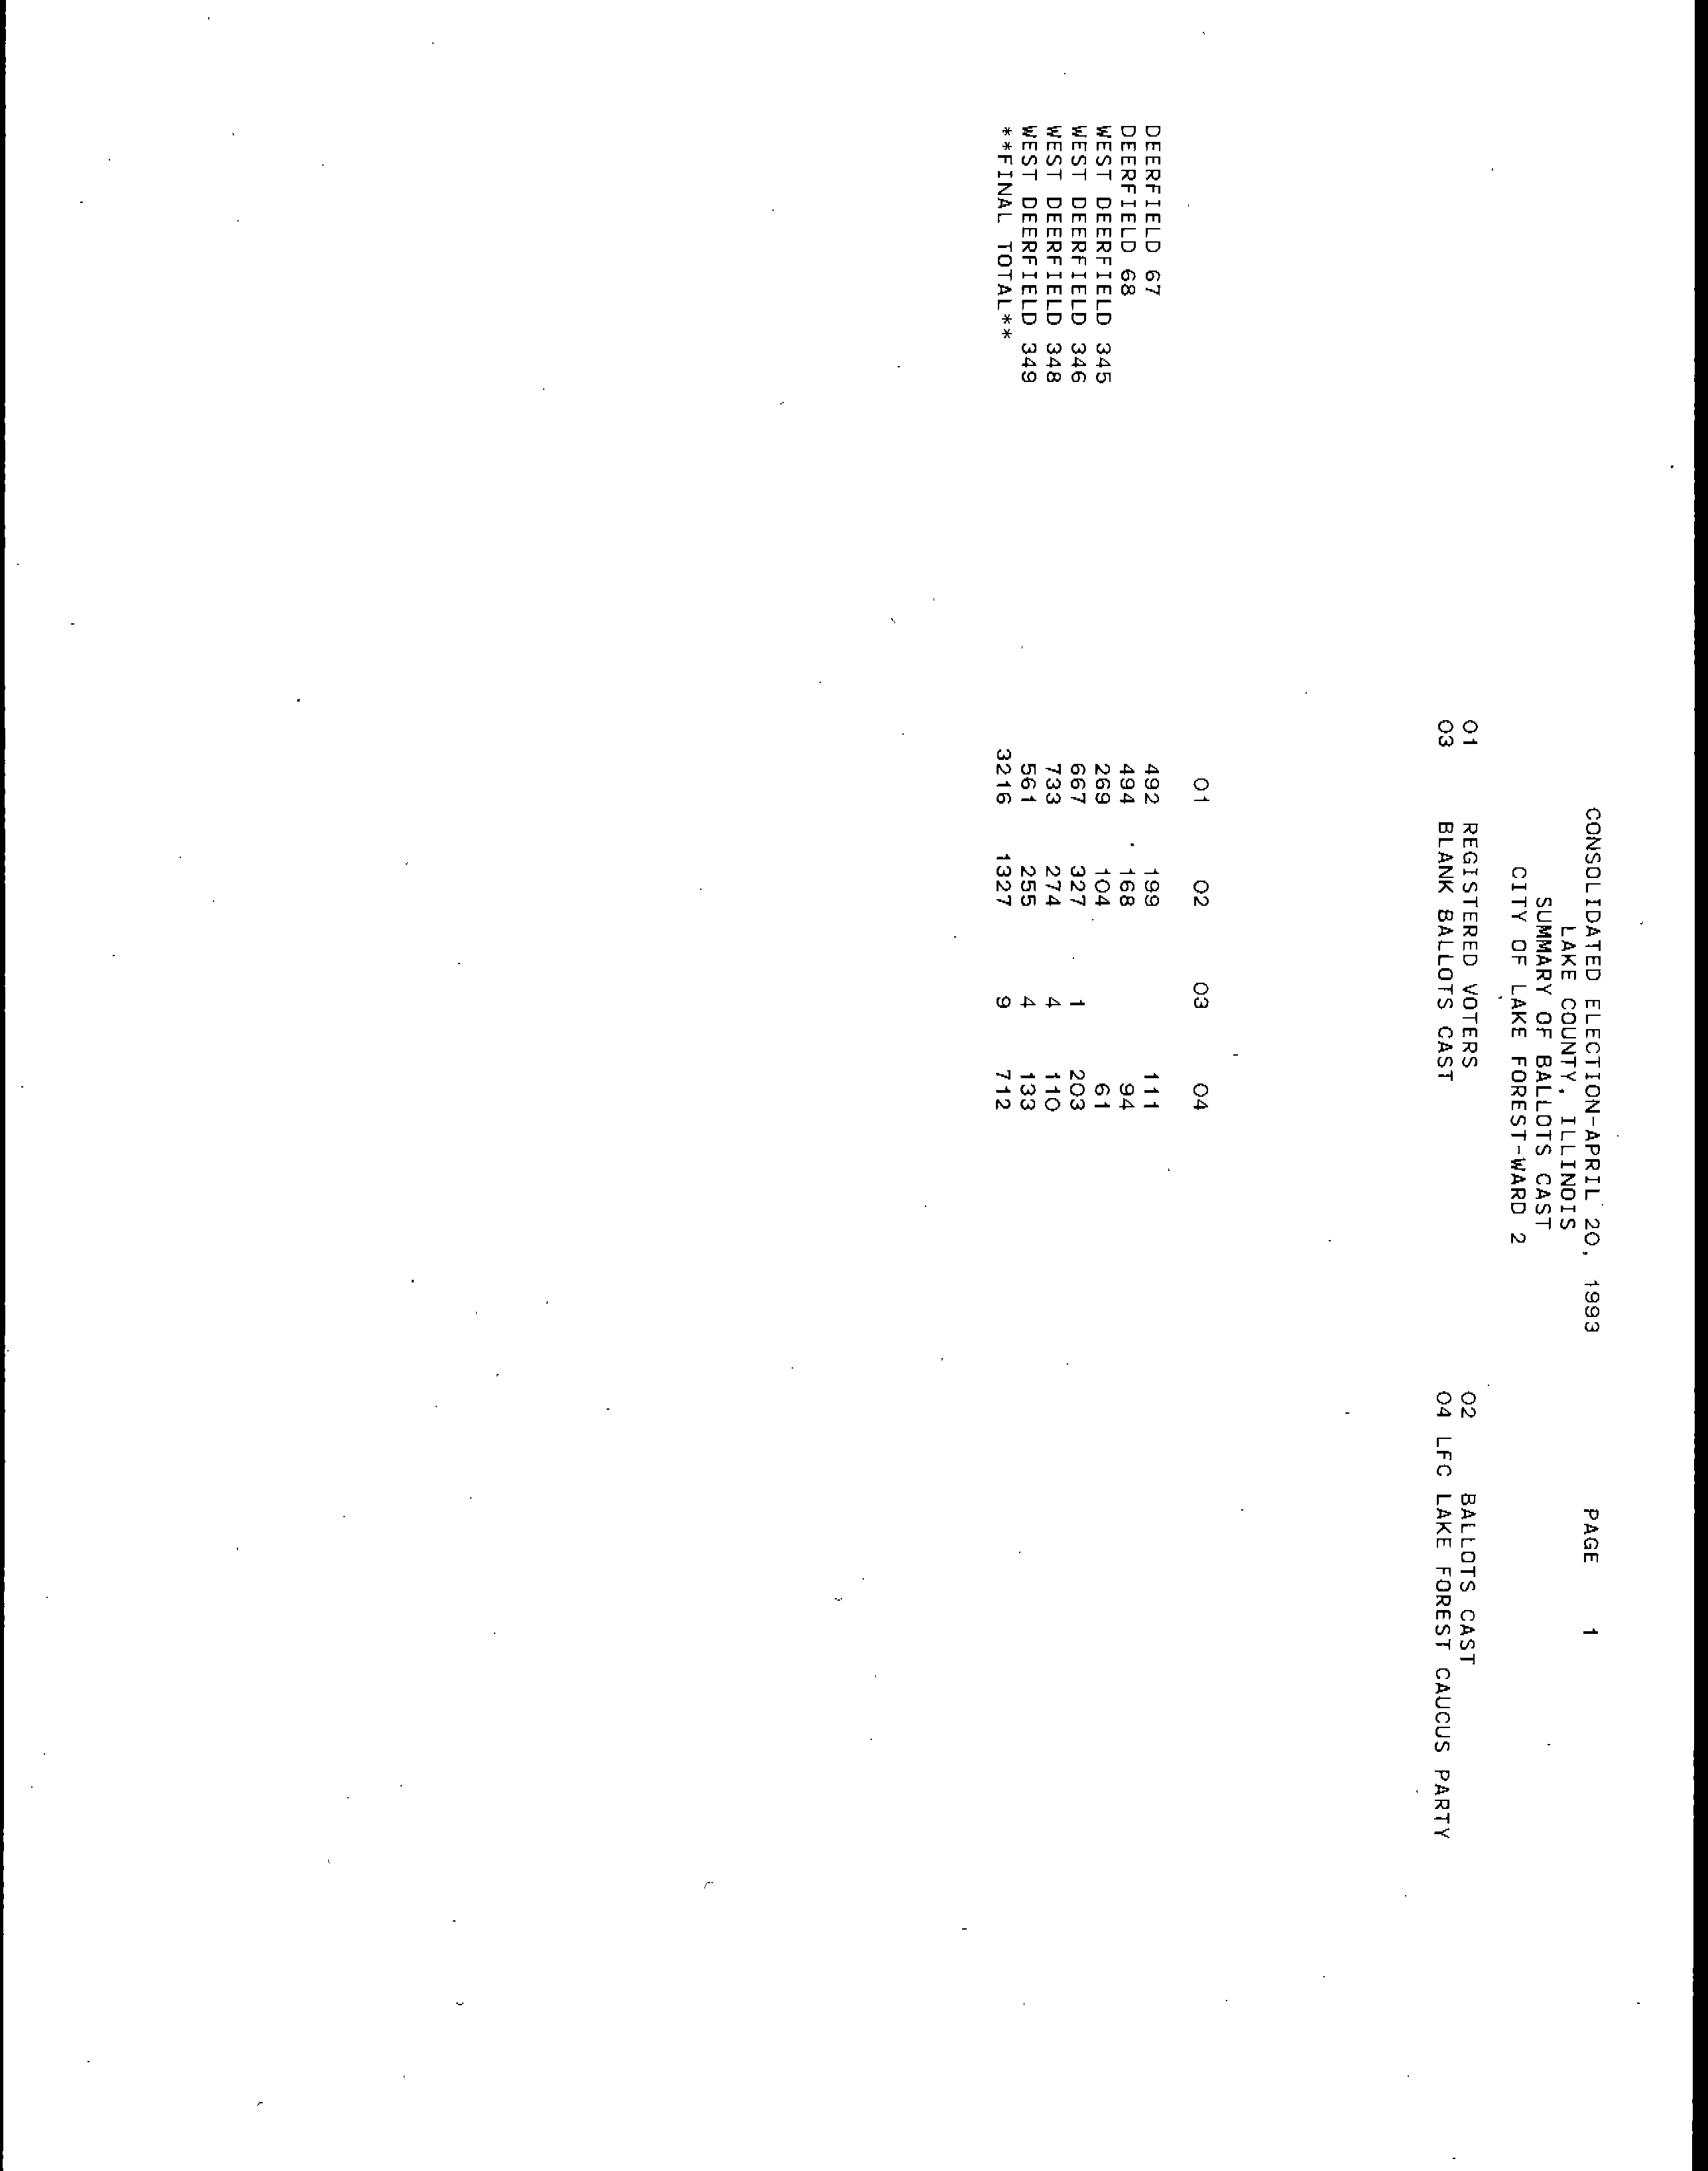 CONSOLIDATED ELECTION-APRIL 20, 1993 PAGE 1
LAKE COUNTY, ILLINOIS
SUMMARY OF BALLOTS CAST
CITY OF LAKE FOREST-WARD 2
01 REGISTERED VOTERS 02 BALLOTS CAST
03 BLANK BALLOTS CAST 04 LFC LAKE FOREST CAUCUS PARTY
01 02 03 04
DEERFIELD 67 492 199 111
DEERFIELD 68 494 168 94
WEST DEERFIELD 345 269 104 61
WEST DEERFIELD 346 667 327 1 203
WEST DEERFIELD 348 733 274 4 110
WEST DEERFIELD 349 561 255 4 133
**FINAL TOTAL** 3216 1327 9 712